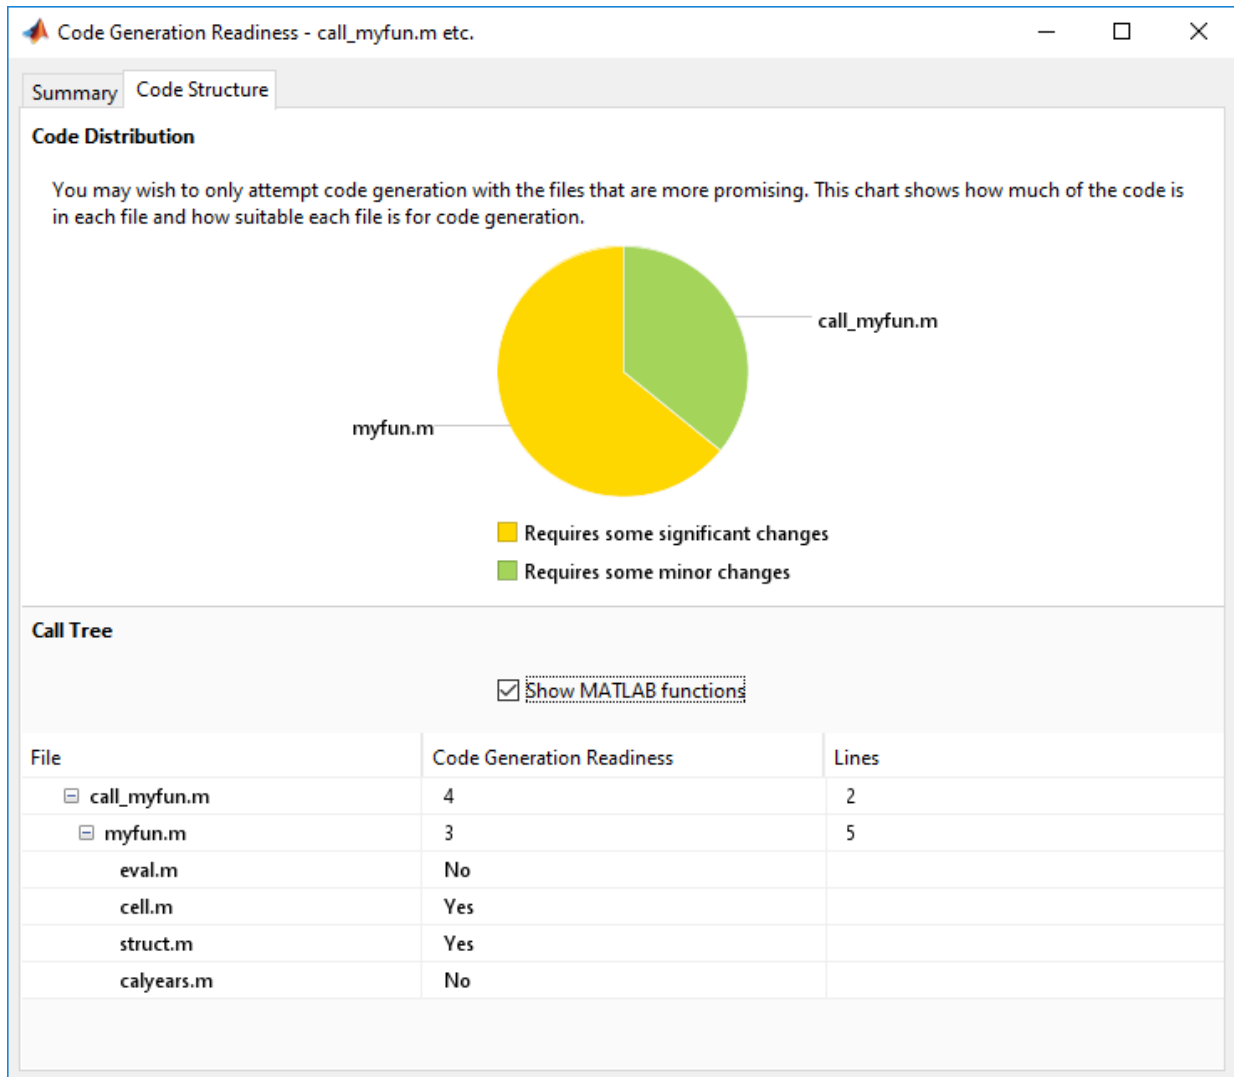 Code Generation Readiness - call_myfun.m etc.
Summary Code Structure
Code Distribution
You may wish to only attempt code generation with the files that are more promising. This chart shows how much of the code is
in each file and how suitable each file is for code generation.
call_myfun.m
myfun.m
Requires some significant changes
Requires some minor changes
Call Tree
Show MATLAB functions
File Code Generation Readiness Lines
call_myfun.m 4 2
myfun.m 3 5
eval.m No
cell.m Yes
struct.m Yes
calyears.m No